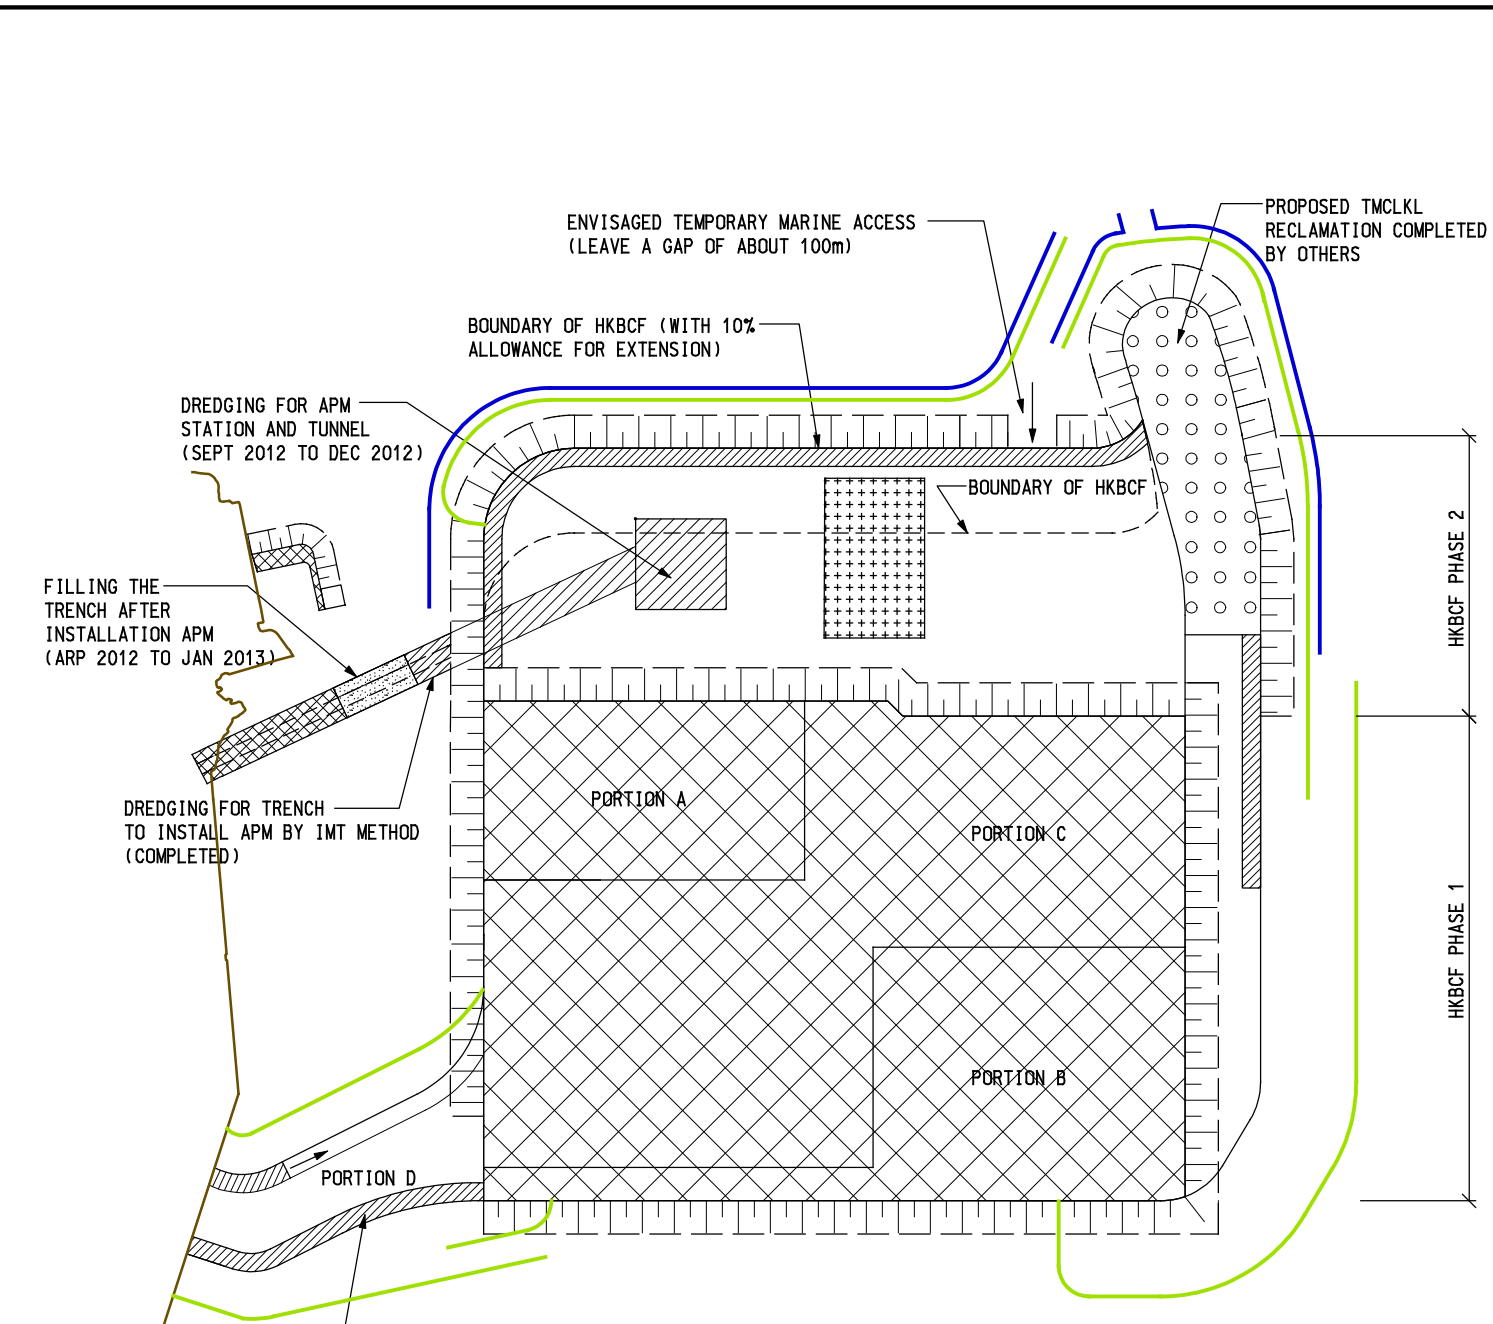 ENVISAGED TEMPORARY MARINE ACCESS
(LEAVE A GAP OF ABOUT 100m)
PROPOSED TMCLKL
RECLAMATION COMPLETED
BY OTHERS
BOUNDARY OF HKBCF (WITH 10%
ALLOWANCE FOR EXTENSION)
DREDGING FOR APM
STATION AND TUNNEL
(SEPT 2012 TO DEC 2012)
BOUNDARY OF HKBCF
HKBCF PHASE 2
FILLING THE
TRENCH AFTER
INSTALLATION APM
(ARP 2012 TO JAN 2013)
DREDGING FOR TRENCH
TO INSTALL APM BY IMT METHOD
(COMPLETED)
PORTION A
PORTION C
HKBCF PHASE 1
PORTION B
PORTION D